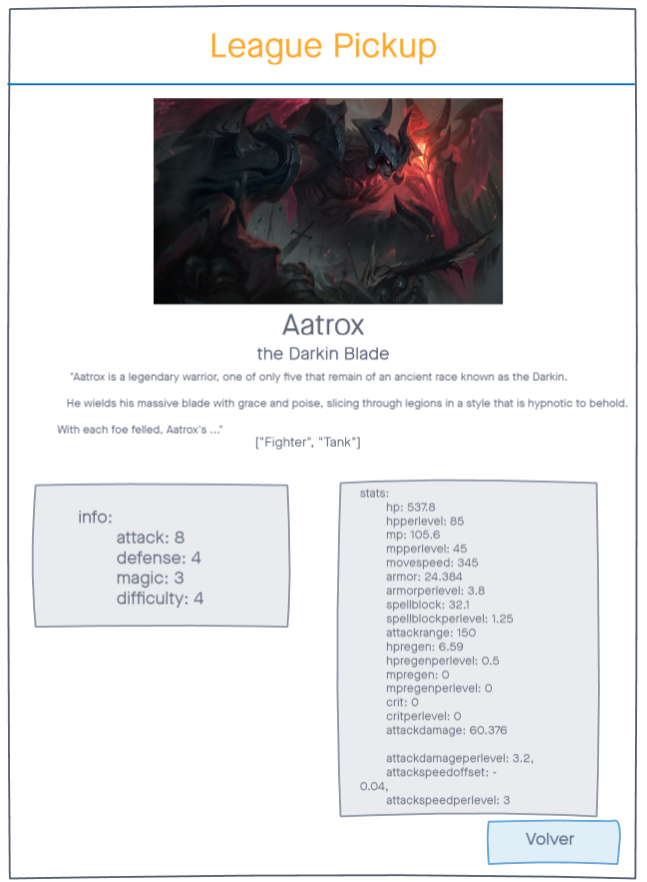 League Pickup
Aatrox
the Darkin Blade
"Aatrox is a legendary warrior, one of only five that remain of an ancient race known as the Darkin.
He wields his massive blade with grace and poise, slicing through legions in a style that is hypnotic to behold.
With each foe felled, Aatrox's ..."
["Fighter", "Tank"]
info:
attack: 8
defense: 4
magic: 3
difficulty: 4
stats:
hp: 537.8
hpperlevel: 85
mp: 105.6
mpperlevel: 45
movespeed: 345
armor: 24.384
armorperlevel: 3.8
spellblock: 32.1
spellblockperlevel: 1.25
attackrange: 150
hpregen: 6.59
hpregenperlevel: 0.5
mpregen: 0
mpregenperlevel: 0
crit: 0
critperlevel: 0
attackdamage: 60.376
attackdamageperlevel: 3.2,
attackspeedoffset: -
0.04,
attackspeedperlevel: 3
Volver